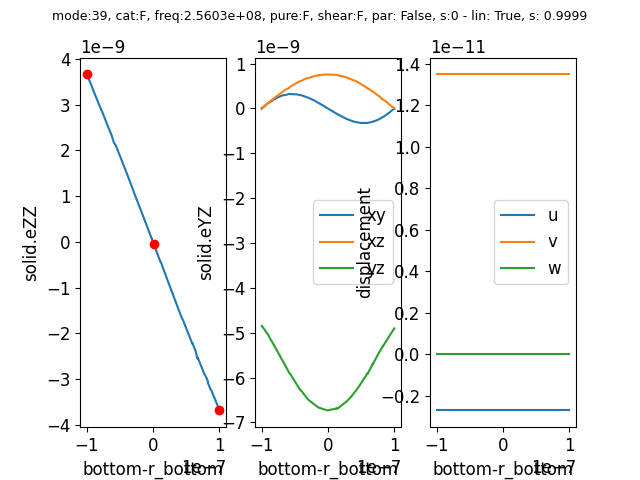 mode:39, cat:F, freq:2.5603e+08, pure:F, shear:F, par: False, s:0 - lin: True, s: 0.9999
1e−9
4
3
2
1
0
−1
−2
−3
−4
solid.eZZ
−1 0 1
1e−7
bottom-r_bottom
1e−9
1
0
−1
−2
−3
−4
−5
−6
−7
solid.eYZ
xy
xz
yz
−1 0 1
1e−7
bottom-r_bottom
1e−11
1.4
1.2
1.0
0.8
0.6
0.4
0.2
0.0
−0.2
displacement
u
v
w
−1 0 1
1e−7
bottom-r_bottom